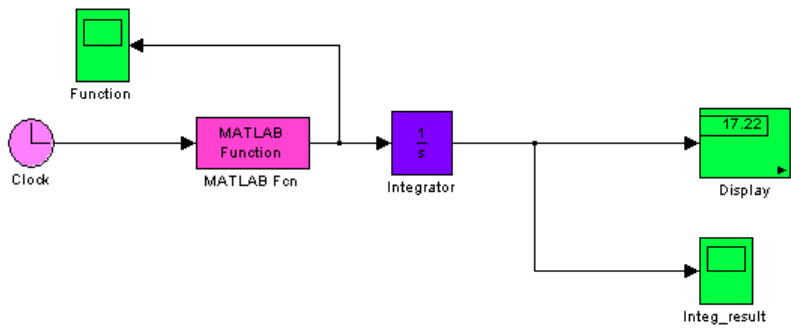 Function
Clock
MATLAB
Function
MATLAB Fcn
1
s
Integrator
17.22
Display
Integ_result